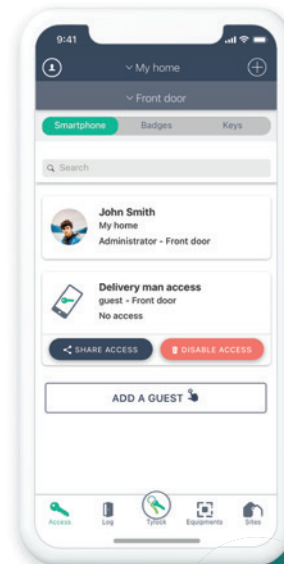 9:41
My home
Front door
Smartphone Badges Keys
Search
John Smith
My home
Administrator - Front door
Delivery man access
guest - Front door
No access
SHARE ACCESS DISABLE ACCESS
ADD A GUEST
Access Log Tylock Equipments Sites